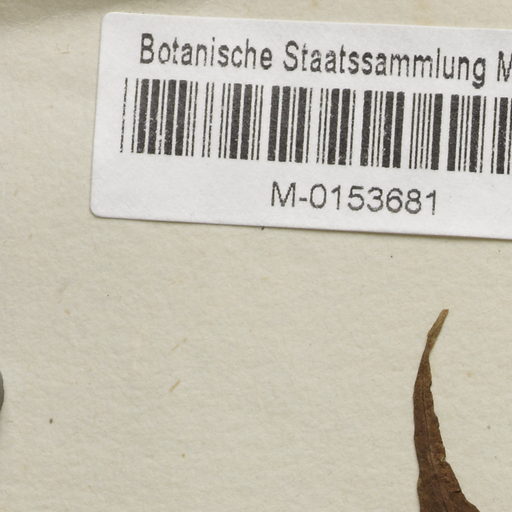 Botanische Staatssammlung M
M-0153681